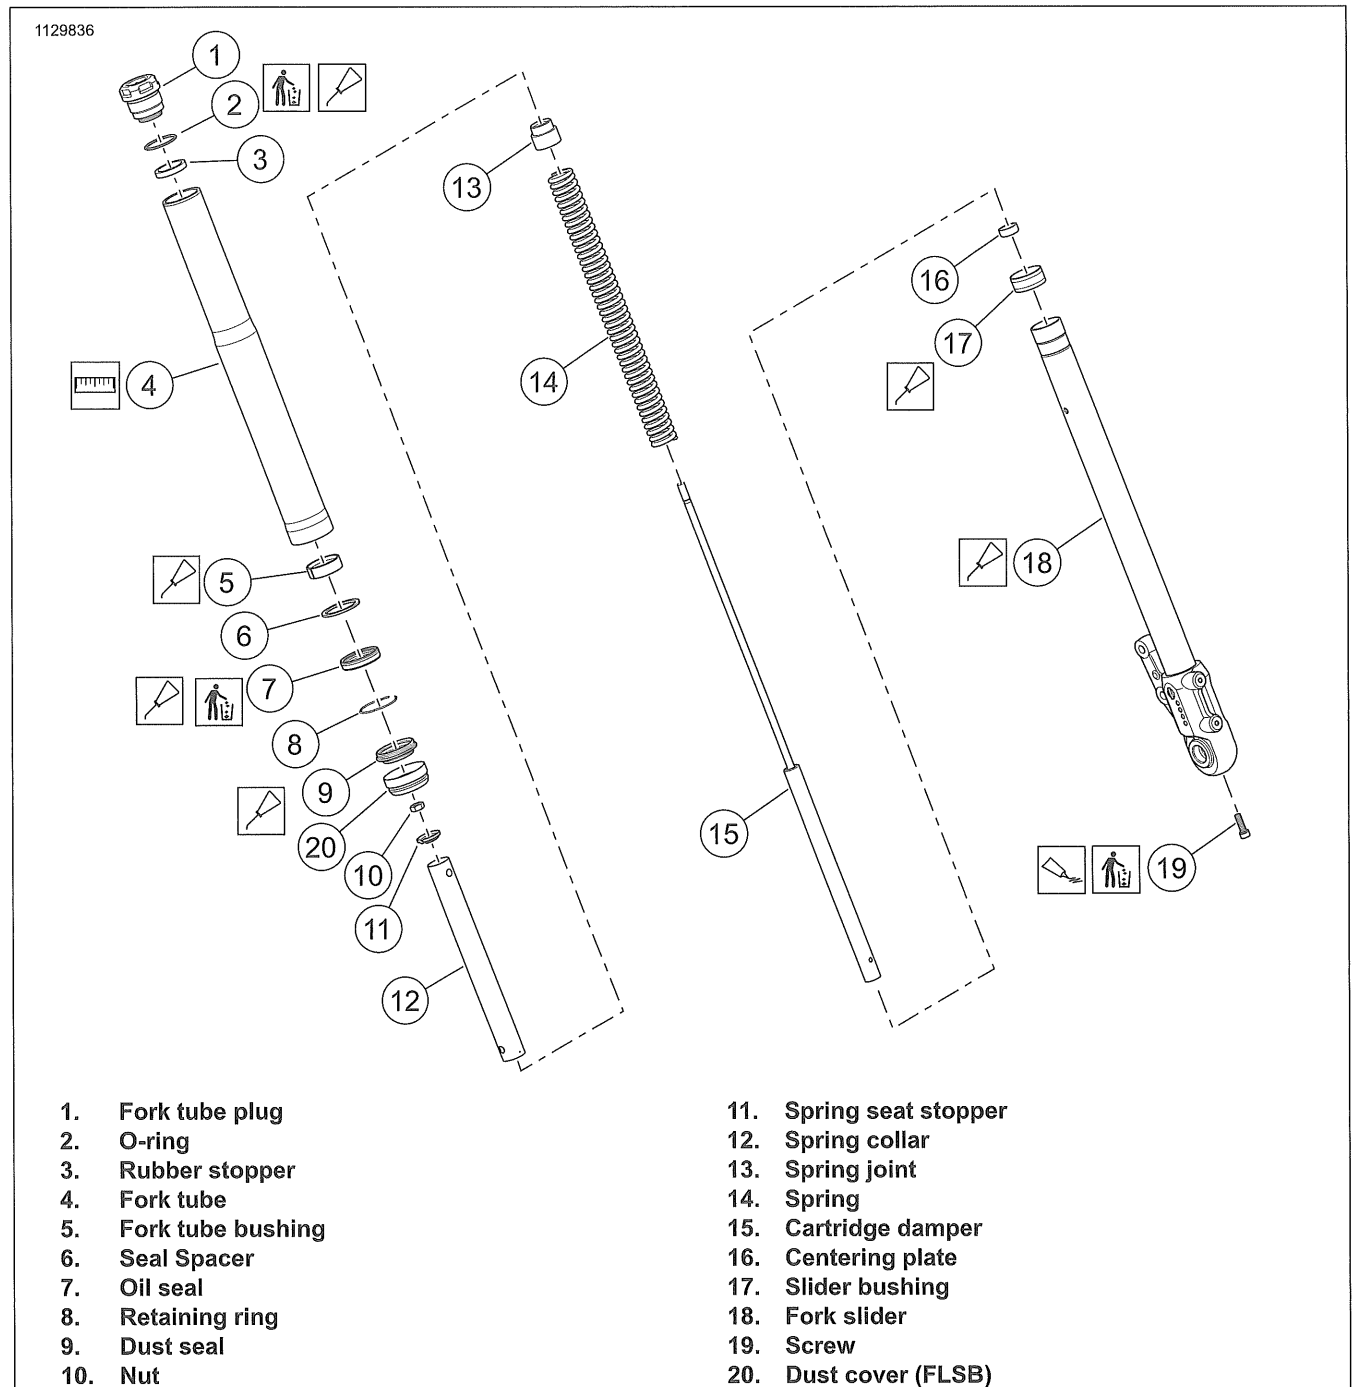 1129836
1
2
3
4
5
6
7
8
9
20
10
11
12
13
14
15
16
17
18
19
1. Fork tube plug
2. O-ring
3. Rubber stopper
4. Fork tube
5. Fork tube bushing
6. Seal Spacer
7. Oil seal
8. Retaining ring
9. Dust seal
10. Nut
11. Spring seat stopper
12. Spring collar
13. Spring joint
14. Spring
15. Cartridge damper
16. Centering plate
17. Slider bushing
18. Fork slider
19. Screw
20. Dust cover (FLSB)